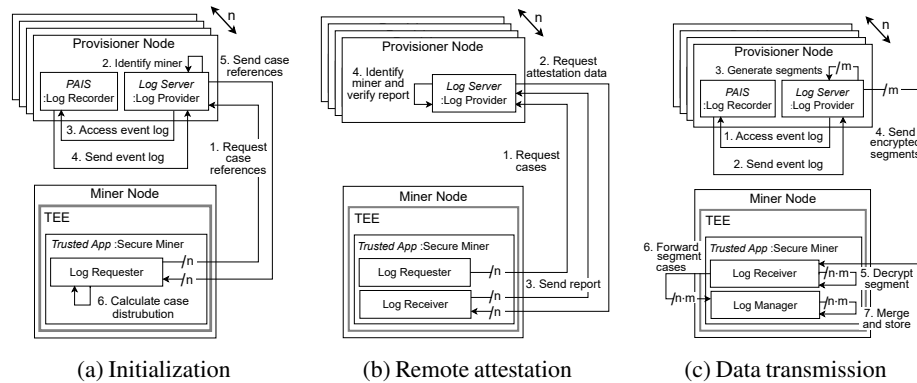 n
Provisioner Node
2. Identify miner
PAIS
:Log Recorder
Log Server
:Log Provider
3. Access event log
4. Send event log
5. Send case
references
1. Request
case
references
Miner Node
TEE
Trusted App :Secure Miner
Log Requester
/n
/n
6. Calculate case
distrubution
(a) Initialization
n
Provisioner Node
4. Identify
miner and
verify report
Log Server
:Log Provider
2. Request
attestation data
1. Request
cases
Miner Node
TEE
Trusted App :Secure Miner
Log Requester
/n
3. Send report
Log Receiver
/n
/n
(b) Remote attestation
n
Provisioner Node
3. Generate segments
/m
PAIS
:Log Recorder
Log Server
:Log Provider
/m
1. Access event log
2. Send event log
4. Send
encrypted
segments
Miner Node
TEE
Trusted App :Secure Miner
6. Forward
segment
cases
Log Receiver
/n·m
5. Decrypt
segment
/n·m
Log Manager
/n·m
7. Merge
and store
(c) Data transmission